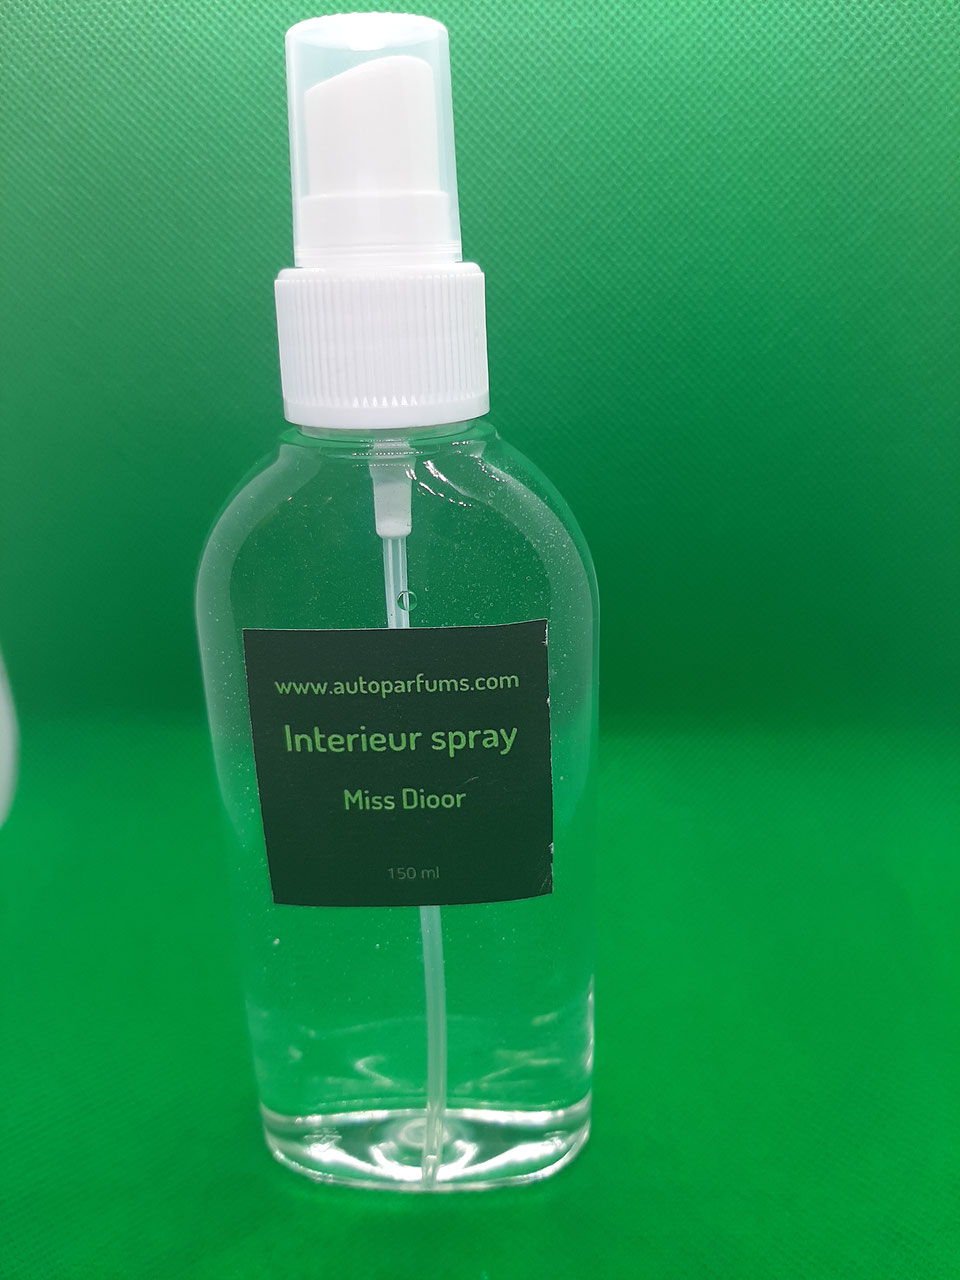 www.autoparfums.com
Interieur spray
Miss Dioor
150 ml